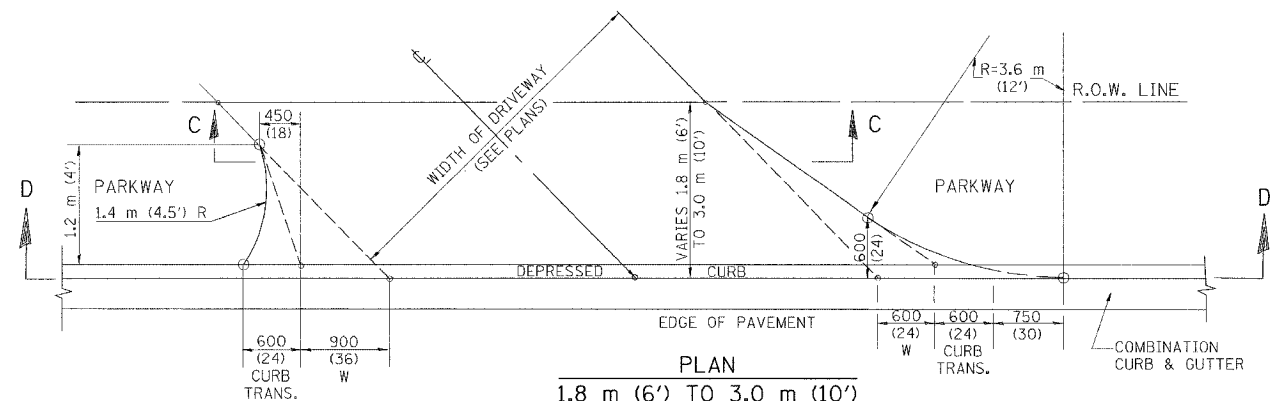 ℄
WIDTH OF DRIVEWAY
(SEE PLANS)
R=3.6 m
(12')
R.O.W. LINE
450
(18)
C
C
1.2 m (4')
PARKWAY
1.4 m (4.5') R
VARIES 1.8 m (6')
TO 3.0 m (10')
PARKWAY
D
D
600
(24)
DEPRESSED CURB
EDGE OF PAVEMENT
600
(24)
CURB
TRANS.
900
(36)
W
600
(24)
W
600
(24)
CURB
TRANS.
750
(30)
COMBINATION
CURB & GUTTER
PLAN
1.8 m (6') TO 3.0 m (10')